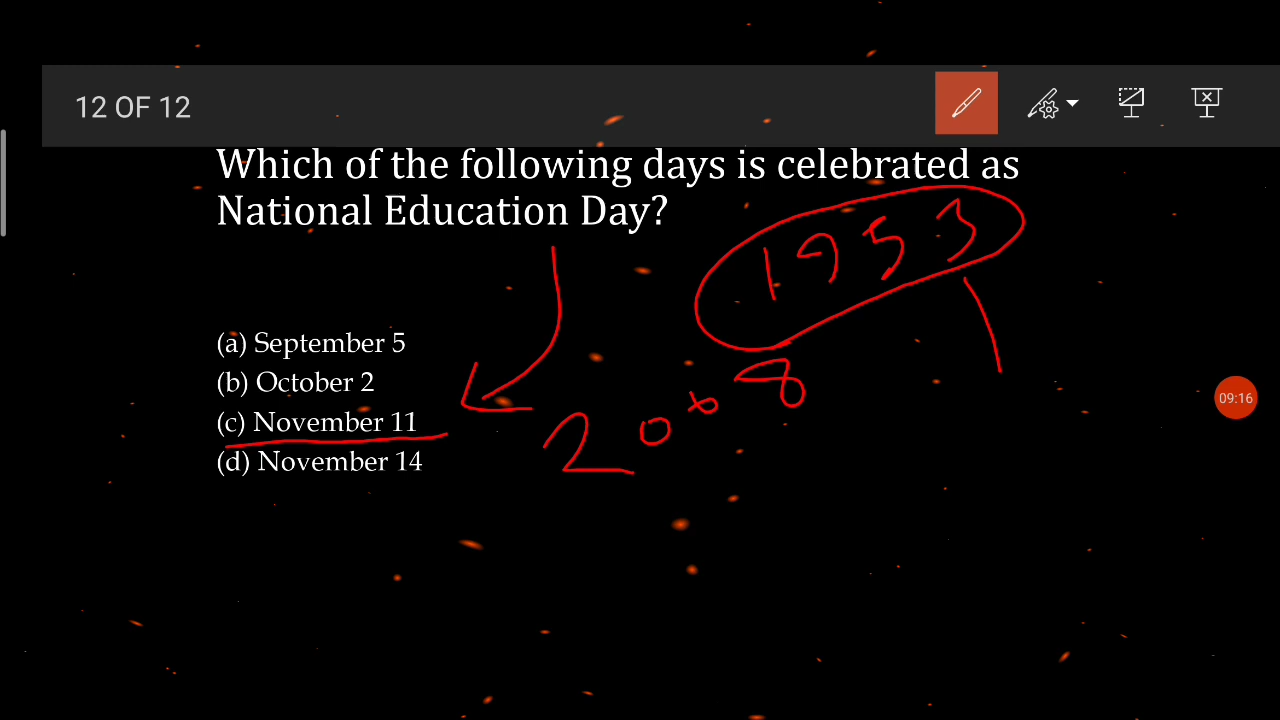 12 OF 12
Which of the following days is celebrated as
National Education Day?
1953
(a) September 5
(b) October 2
(c) November 11
(d) November 14
2008
09:16